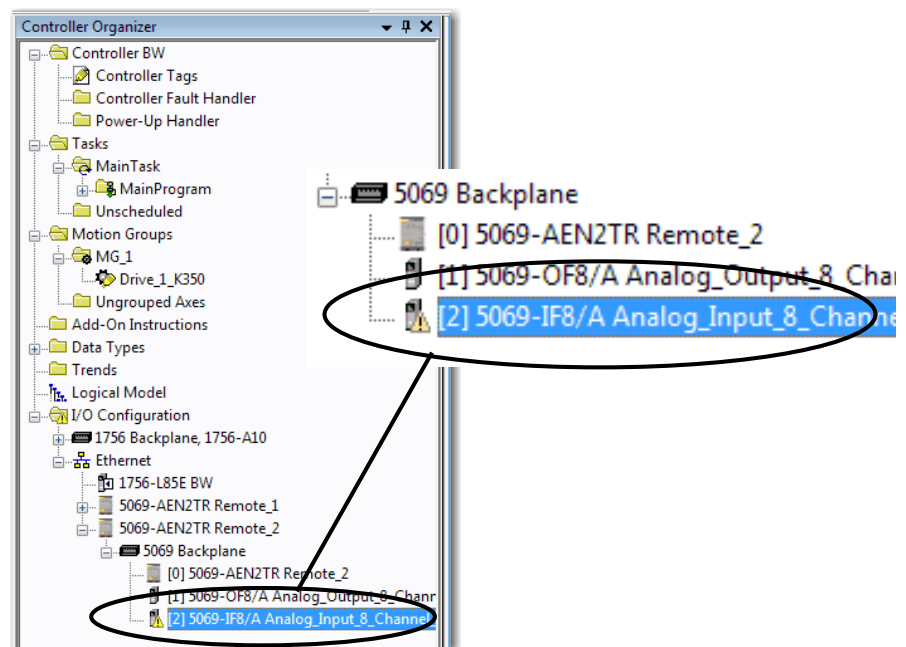 Controller Organizer
Controller BW
Controller Tags
Controller Fault Handler
Power-Up Handler
Tasks
MainTask
MainProgram
Unscheduled
Motion Groups
MG_1
Drive_1_K350
Ungrouped Axes
Add-On Instructions
Data Types
Trends
Logical Model
I/O Configuration
1756 Backplane, 1756-A10
Ethernet
1756-L85E BW
5069-AEN2TR Remote_1
5069-AEN2TR Remote_2
5069 Backplane
[0] 5069-AEN2TR Remote_2
[1] 5069-OF8/A Analog_Output_8_Chanr
[2] 5069-IF8/A Analog_Input_8_Channel
5069 Backplane
[0] 5069-AEN2TR Remote_2
[1] 5069-OF8/A Analog_Output_8_Char
[2] 5069-IF8/A Analog_Input_8_Channe